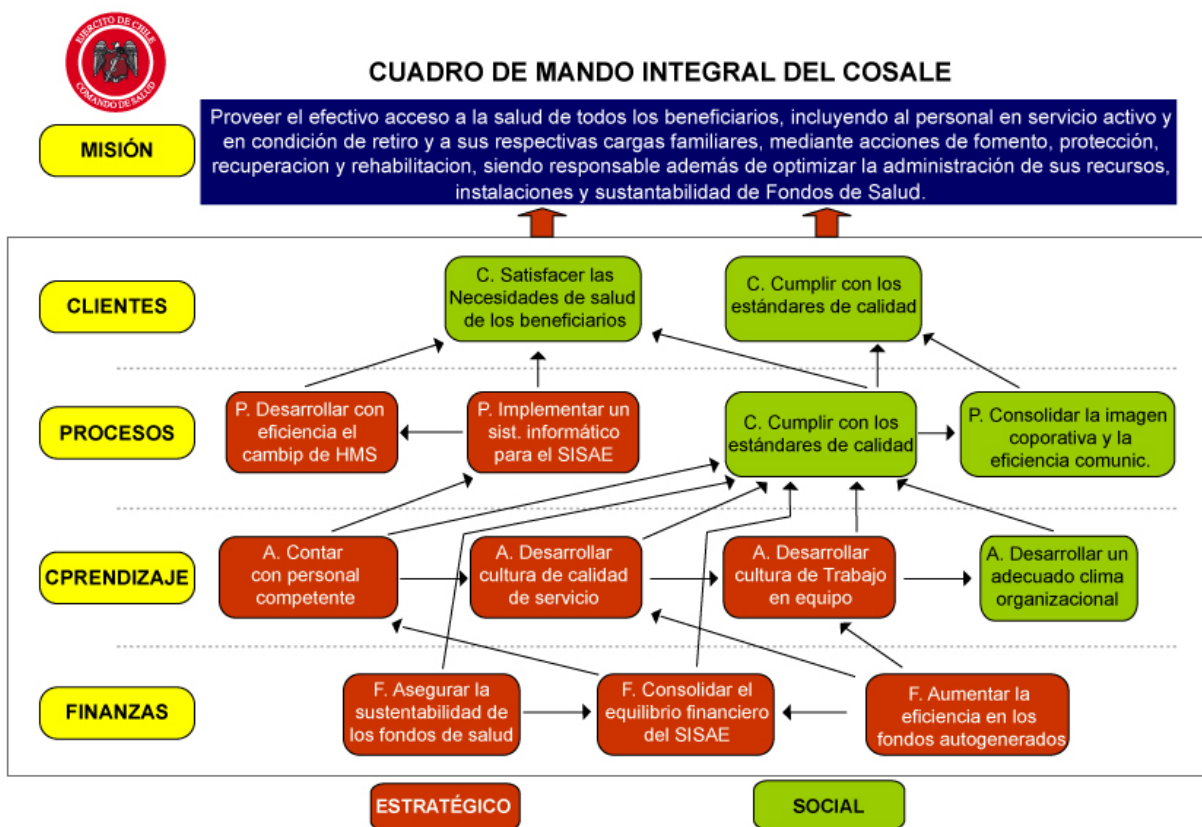 EJERCITO DE CHILE
COMANDO DE SALUD
CUADRO DE MANDO INTEGRAL DEL COSALE
MISIÓN
Proveer el efectivo acceso a la salud de todos los beneficiarios, incluyendo al personal en servicio activo y
en condición de retiro y a sus respectivas cargas familiares, mediante acciones de fomento, protección,
recuperacion y rehabilitacion, siendo responsable además de optimizar la administración de sus recursos,
instalaciones y sustantabilidad de Fondos de Salud.
CLIENTES
C. Satisfacer las
Necesidades de salud
de los beneficiarios
C. Cumplir con los
estándares de calidad
PROCESOS
P. Desarrollar con
eficiencia el
cambip de HMS
P. Implementar un
sist. informático
para el SISAE
C. Cumplir con los
estándares de calidad
P. Consolidar la imagen
coporativa y la
eficiencia comunic.
CPRENDIZAJE
A. Contar
con personal
competente
A. Desarrollar
cultura de calidad
de servicio
A. Desarrollar
cultura de Trabajo
en equipo
A. Desarrollar un
adecuado clima
organizacional
FINANZAS
F. Asegurar la
sustentabilidad de
los fondos de salud
F. Consolidar el
equilibrio financiero
del SISAE
F. Aumentar la
eficiencia en los
fondos autogenerados
ESTRATÉGICO
SOCIAL